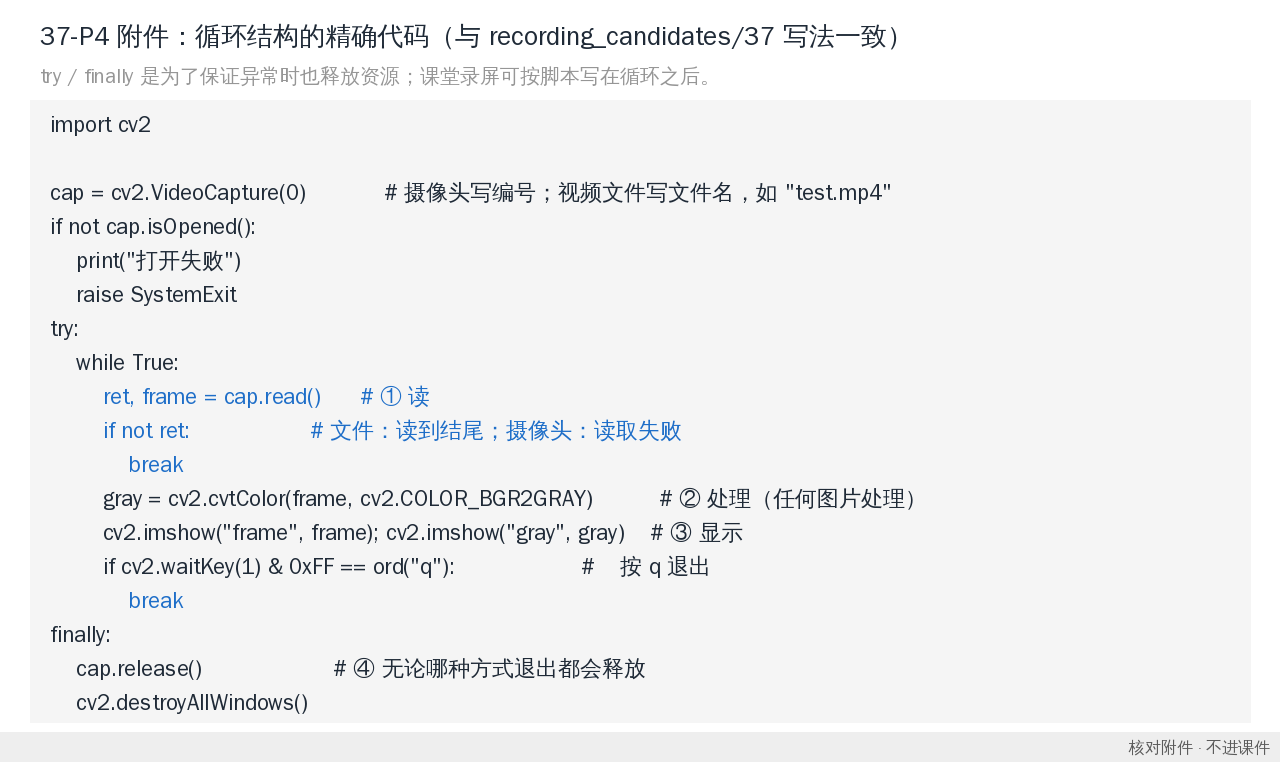 37-P4 附件：循环结构的精确代码（与 recording_candidates/37 写法一致）
try / finally 是为了保证异常时也释放资源；课堂录屏可按脚本写在循环之后。
import cv2
cap = cv2.VideoCapture(0) # 摄像头写编号；视频文件写文件名，如 "test.mp4"
if not cap.isOpened():
    print("打开失败")
    raise SystemExit
try:
    while True:
        ret, frame = cap.read() # ① 读
        if not ret: # 文件：读到结尾；摄像头：读取失败
            break
        gray = cv2.cvtColor(frame, cv2.COLOR_BGR2GRAY) # ② 处理（任何图片处理）
        cv2.imshow("frame", frame); cv2.imshow("gray", gray) # ③ 显示
        if cv2.waitKey(1) & 0xFF == ord("q"): # 按 q 退出
            break
finally:
    cap.release() # ④ 无论哪种方式退出都会释放
    cv2.destroyAllWindows()
核对附件 · 不进课件